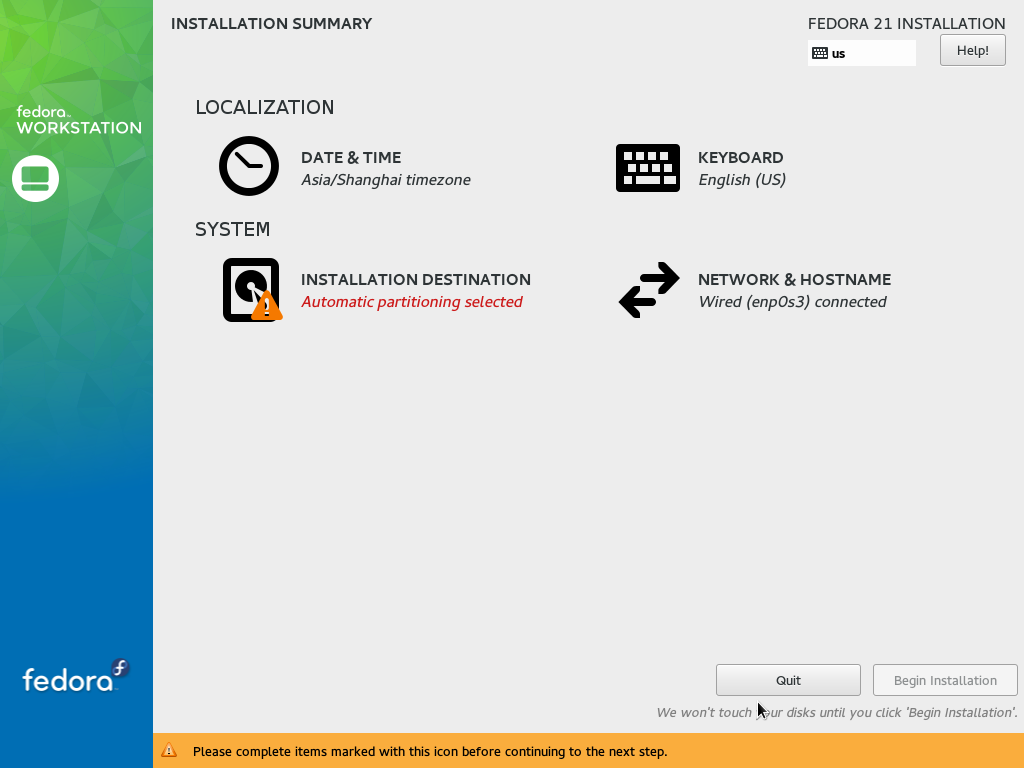 INSTALLATION SUMMARY
FEDORA 21 INSTALLATION
us
Help!
fedora
WORKSTATION
LOCALIZATION
DATE & TIME
Asia/Shanghai timezone
KEYBOARD
English (US)
SYSTEM
INSTALLATION DESTINATION
Automatic partitioning selected
NETWORK & HOSTNAME
Wired (enp0s3) connected
fedora
Quit
Begin Installation
We won't touch your disks until you click 'Begin Installation'.
Please complete items marked with this icon before continuing to the next step.